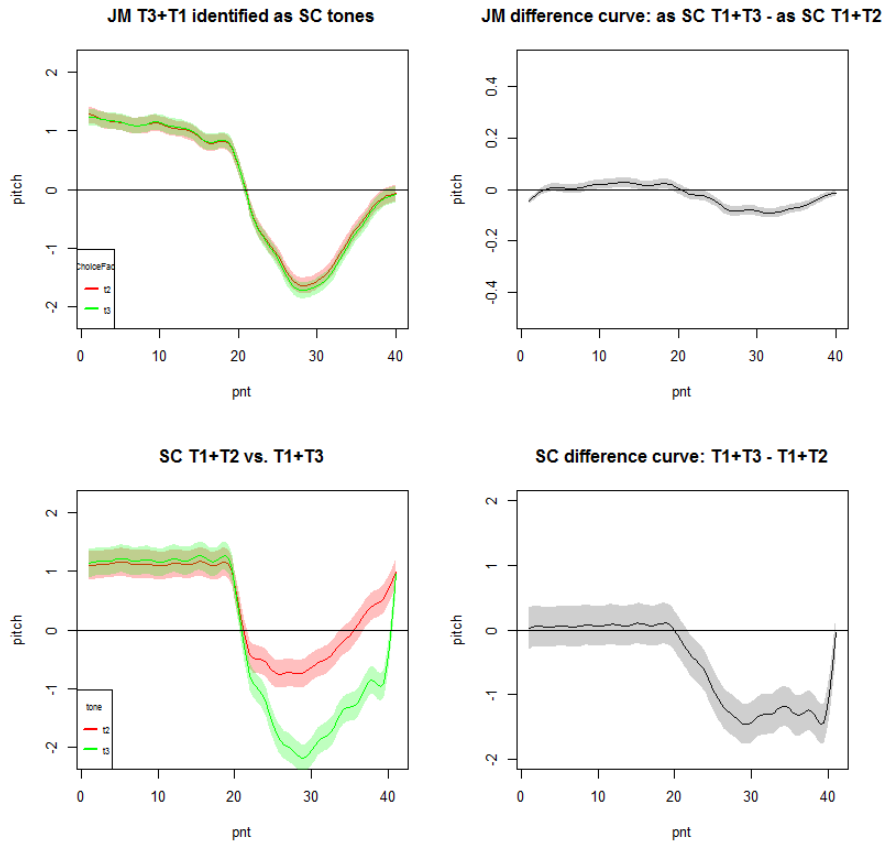 JM T3+T1 identified as SC tones
JM difference curve: as SC T1+T3 - as SC T1+T2
pitch
2
1
0
-1
-2
ChoiceFac
t2
t3
0 10 20 30 40
pnt
pitch
0.4
0.2
0
-0.2
-0.4
0 10 20 30 40
pnt
SC T1+T2 vs. T1+T3
SC difference curve: T1+T3 - T1+T2
pitch
2
1
0
-1
-2
tone
t2
t3
0 10 20 30 40
pnt
pitch
2
1
0
-1
-2
0 10 20 30 40
pnt